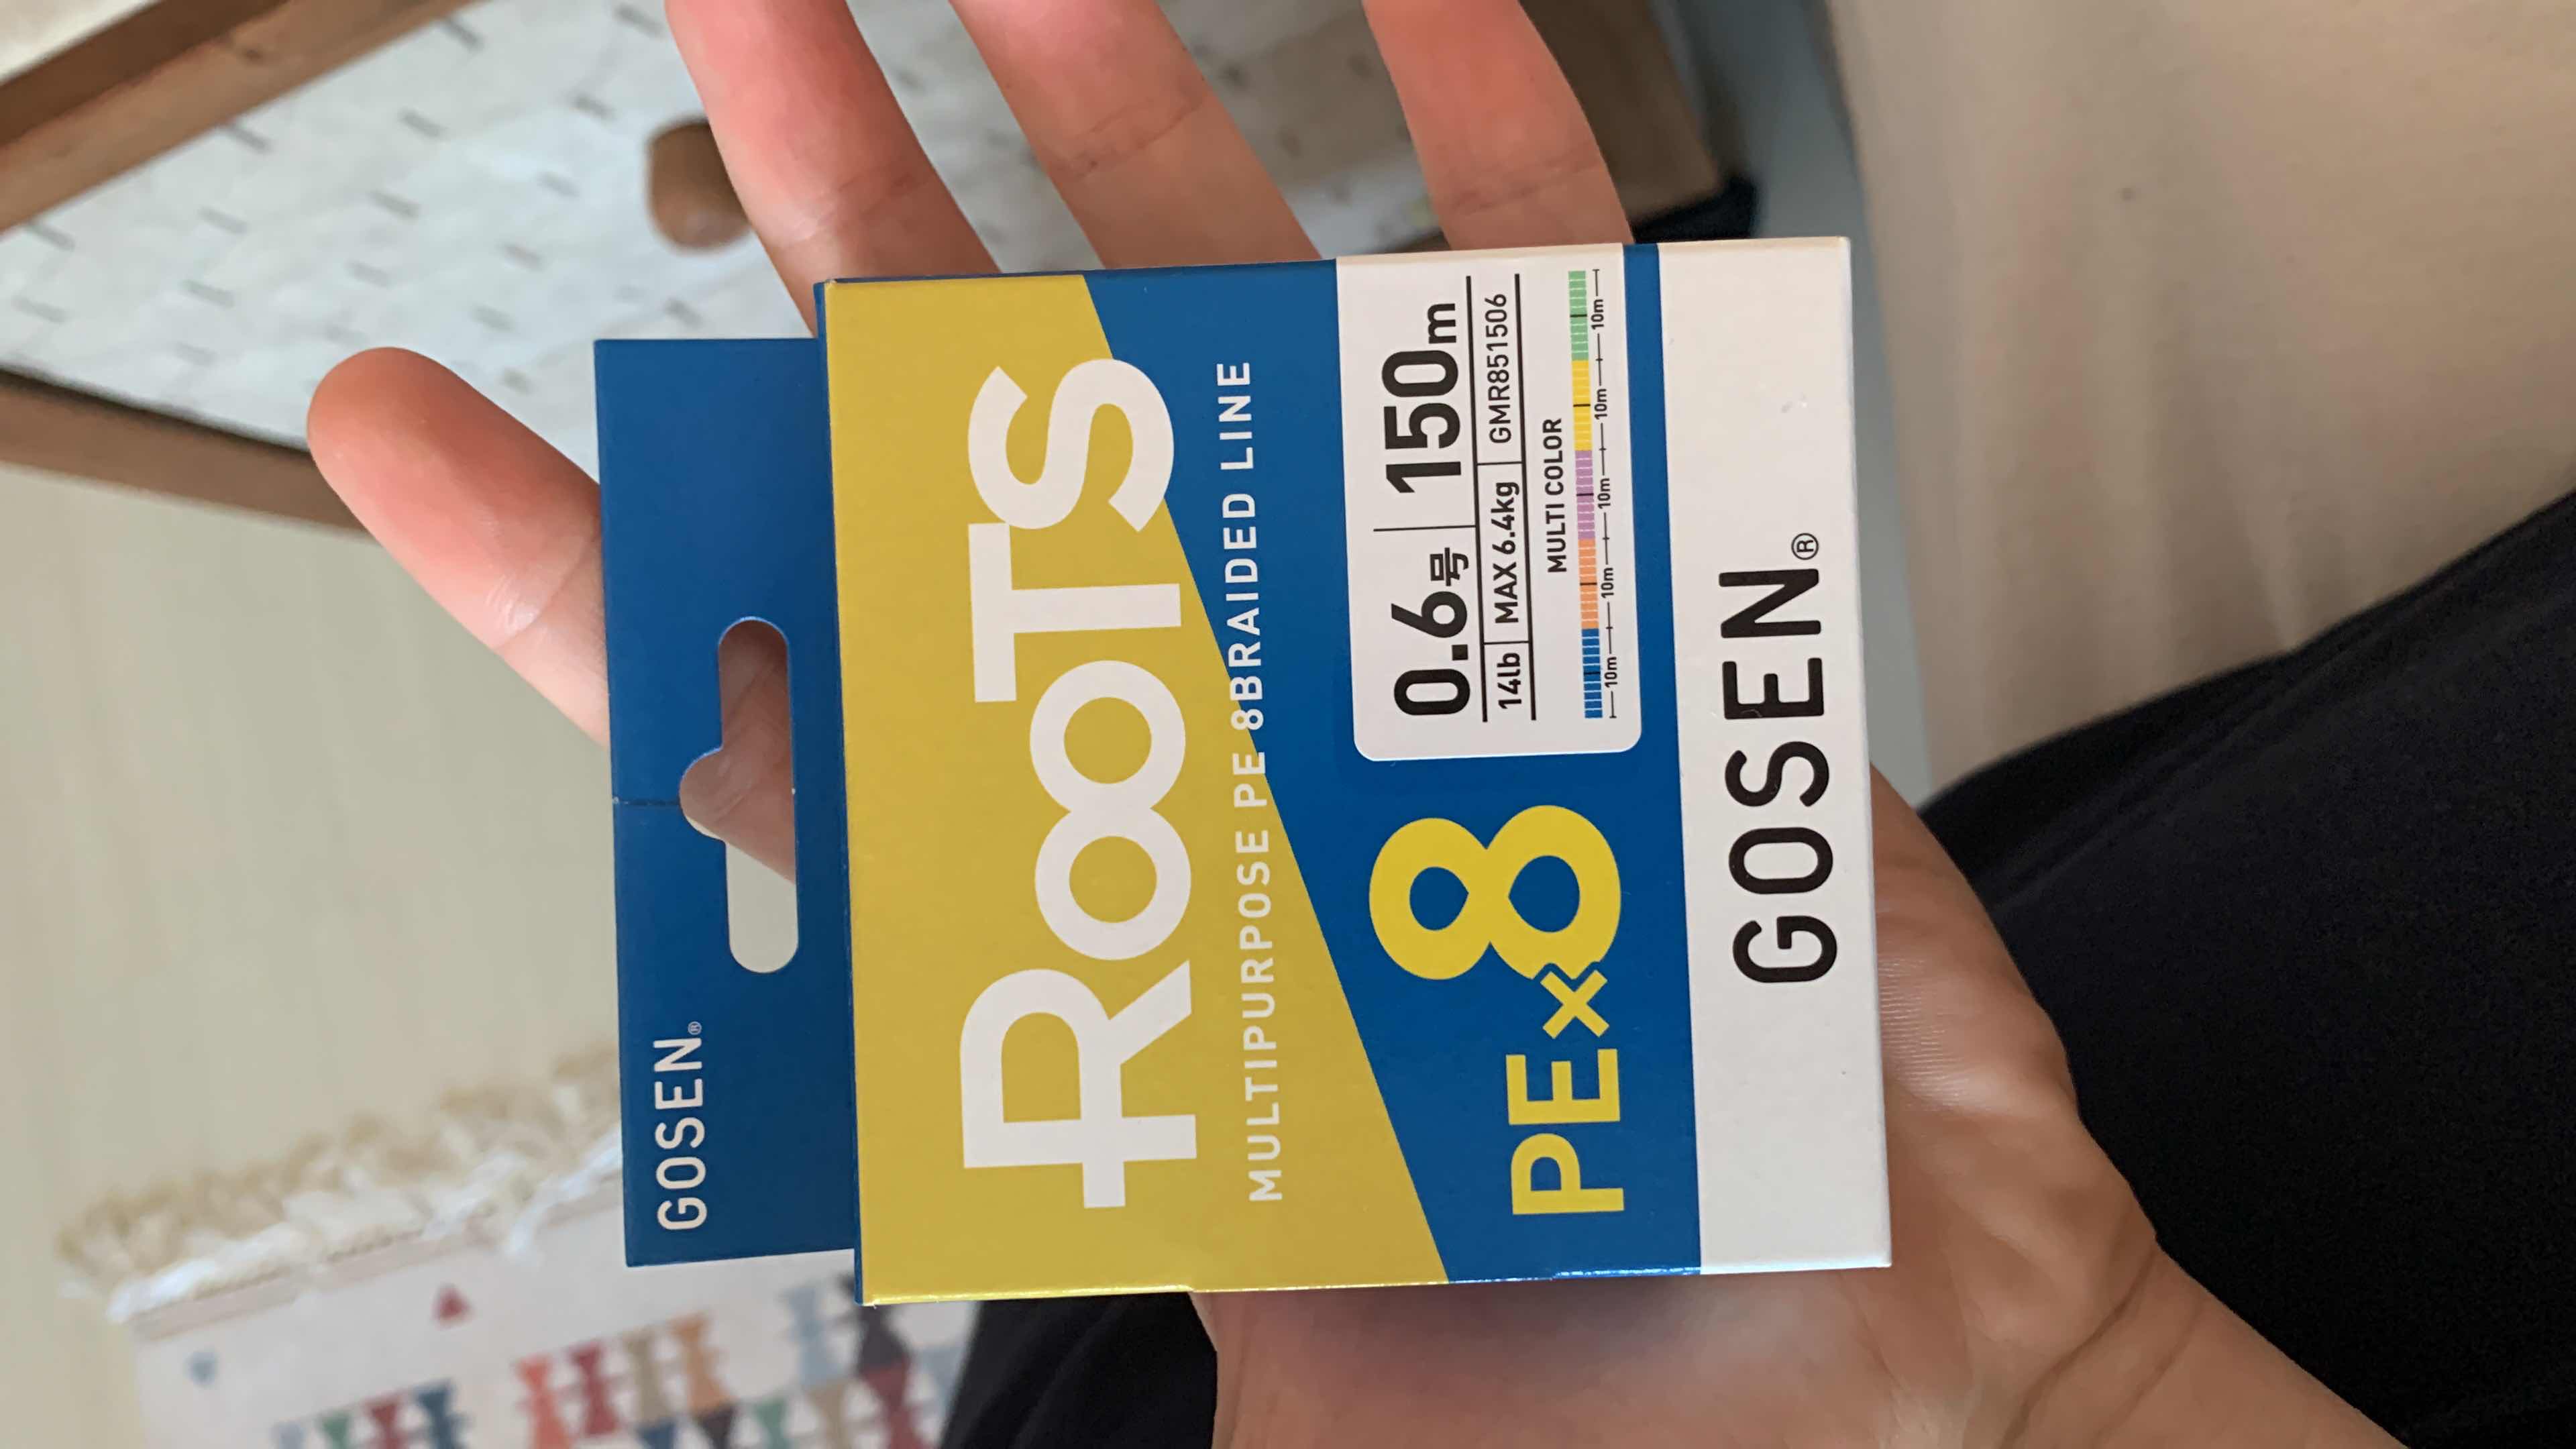 GOSEN®
RooTS
MULTIPURPOSE PE 8BRAIDED LINE
PEx8
0.6号 150m
14lb MAX 6.4kg GMR851506
MULTI COLOR
10m 10m 10m 10m 10m
GOSEN®